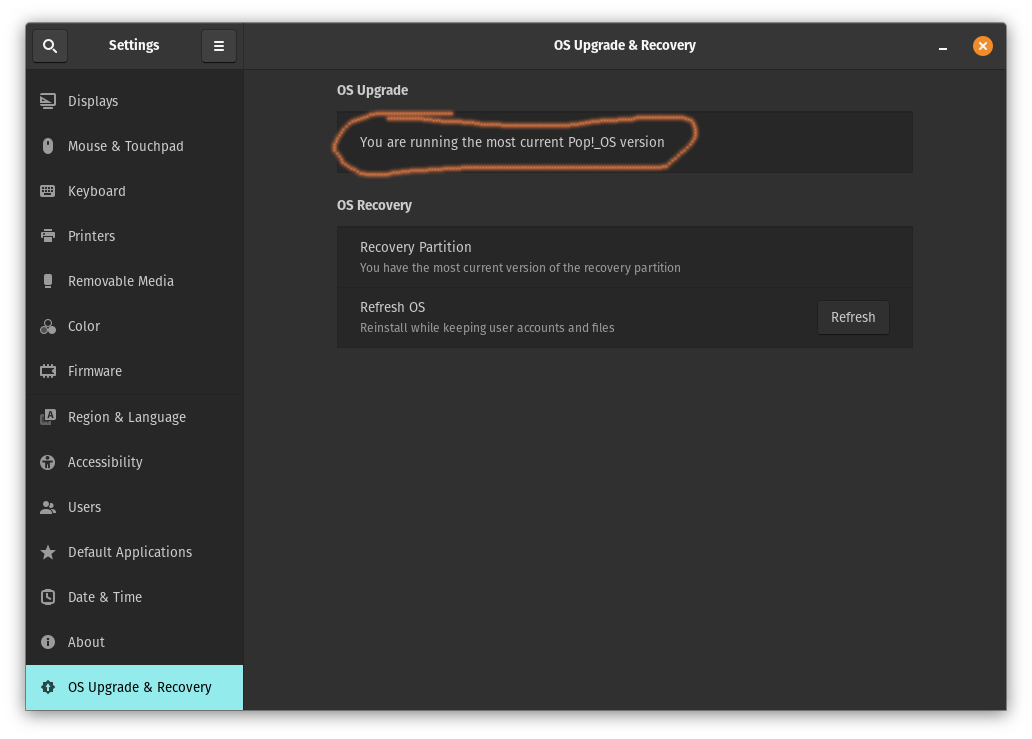 Settings
OS Upgrade & Recovery
Displays
Mouse & Touchpad
Keyboard
Printers
Removable Media
Color
Firmware
Region & Language
Accessibility
Users
Default Applications
Date & Time
About
OS Upgrade & Recovery
OS Upgrade
You are running the most current Pop!_OS version
OS Recovery
Recovery Partition
You have the most current version of the recovery partition
Refresh OS
Reinstall while keeping user accounts and files
Refresh